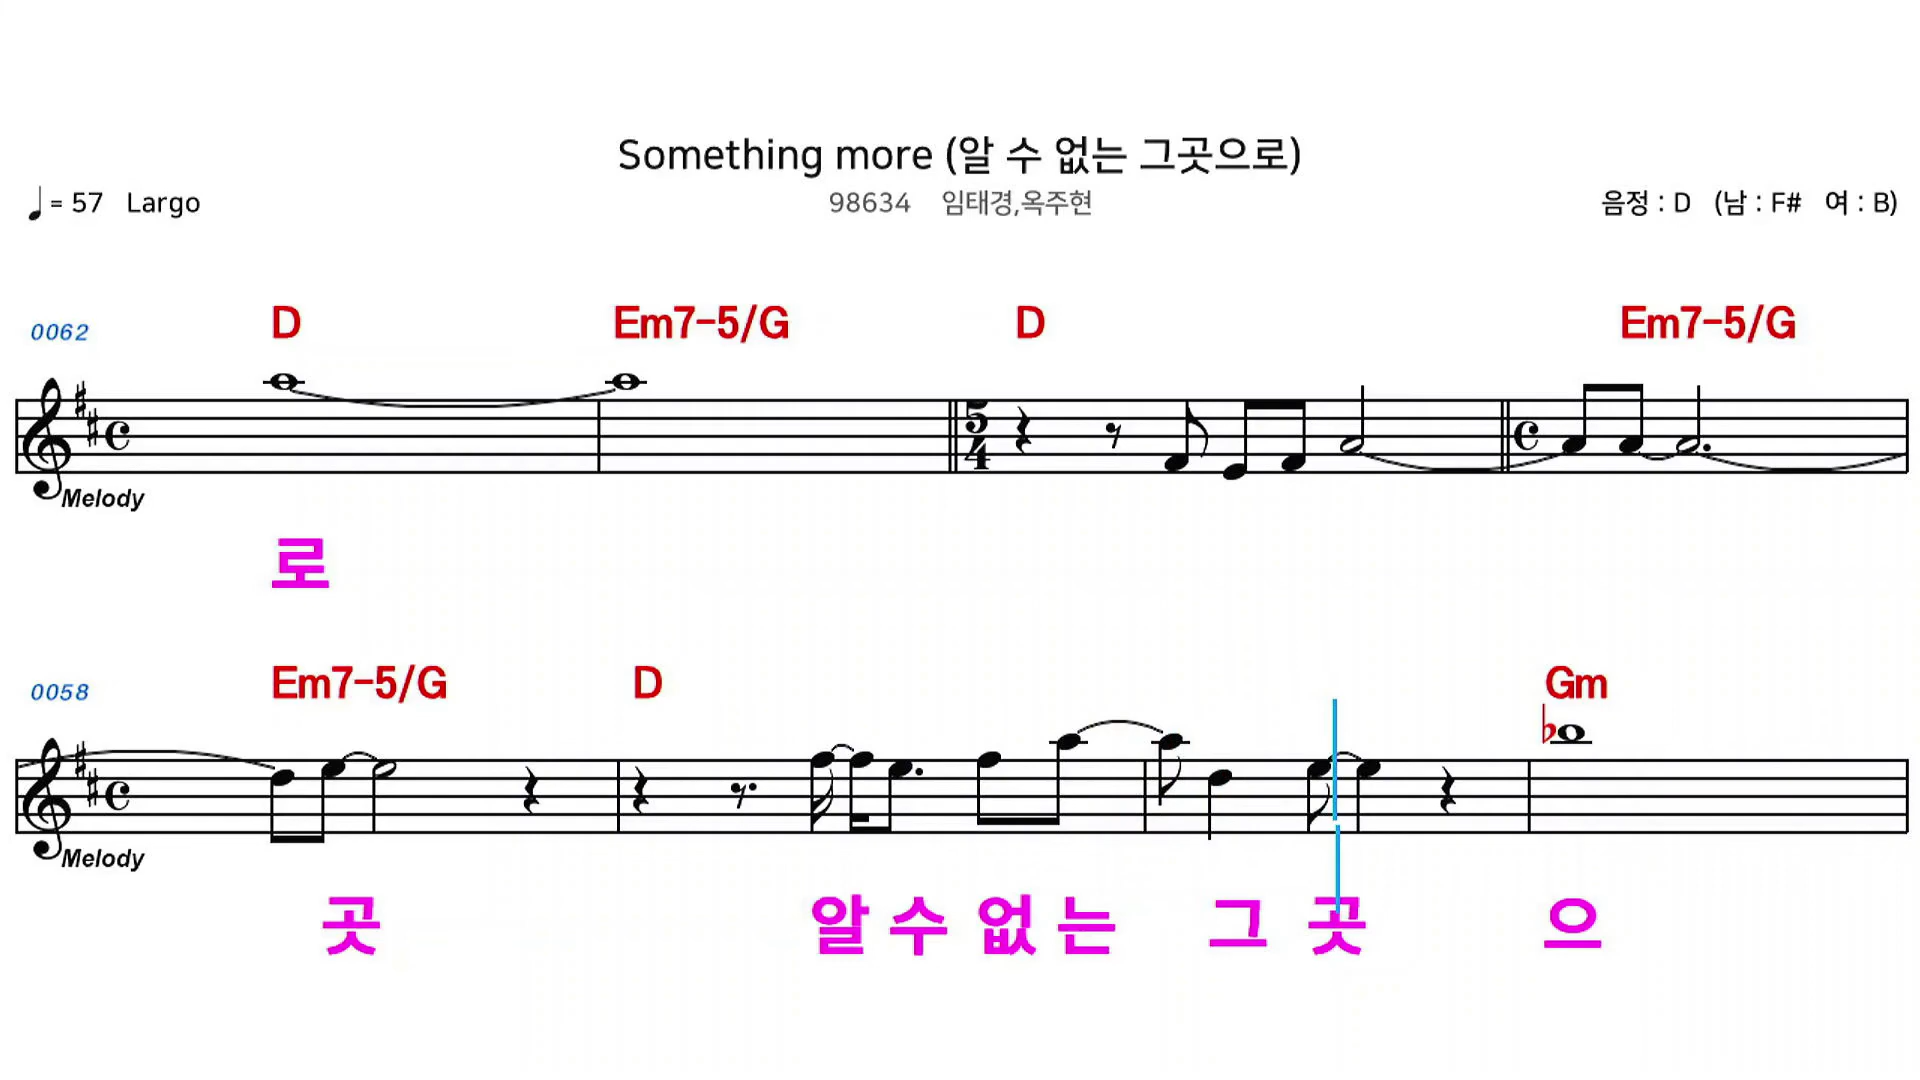 Something more (알 수 없는 그곳으로)
♩= 57 Largo 98634 임태경,옥주현 음정 : D (남 : F# 여 : B)
0062 D Em7-5/G D Em7-5/G
5/4
Melody
로
0058 Em7-5/G D Gm
Melody
곳 알 수 없 는 그 곳 으